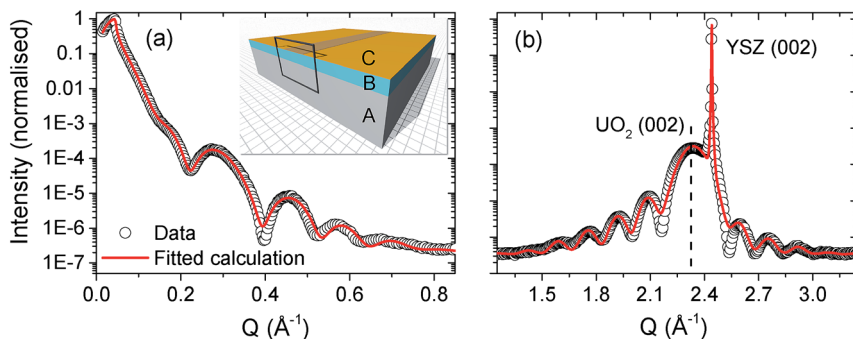 (a)
(b)
Intensity (normalised)
1
0.1
0.01
1E-3
1E-4
1E-5
1E-6
1E-7
C
B
A
Data
Fitted calculation
0.0 0.2 0.4 0.6 0.8
Q (Å⁻¹)
YSZ (002)
UO₂ (002)
1.5 1.8 2.1 2.4 2.7 3.0
Q (Å⁻¹)